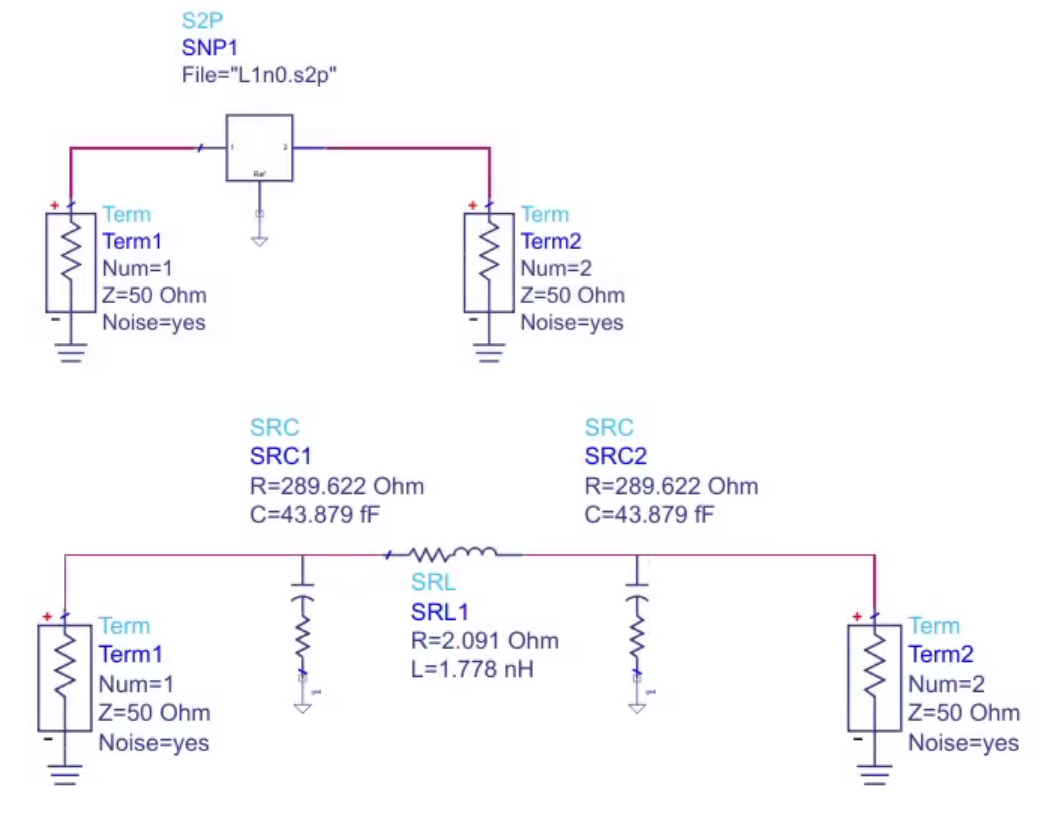 S2P
SNP1
File="L1n0.s2p"
1
2
Ref
+
Term
Term1
Num=1
Z=50 Ohm
Noise=yes
-
+
Term
Term2
Num=2
Z=50 Ohm
Noise=yes
-
SRC
SRC1
R=289.622 Ohm
C=43.879 fF
SRC
SRC2
R=289.622 Ohm
C=43.879 fF
SRL
SRL1
R=2.091 Ohm
L=1.778 nH
+
Term
Term1
Num=1
Z=50 Ohm
Noise=yes
-
+
Term
Term2
Num=2
Z=50 Ohm
Noise=yes
-